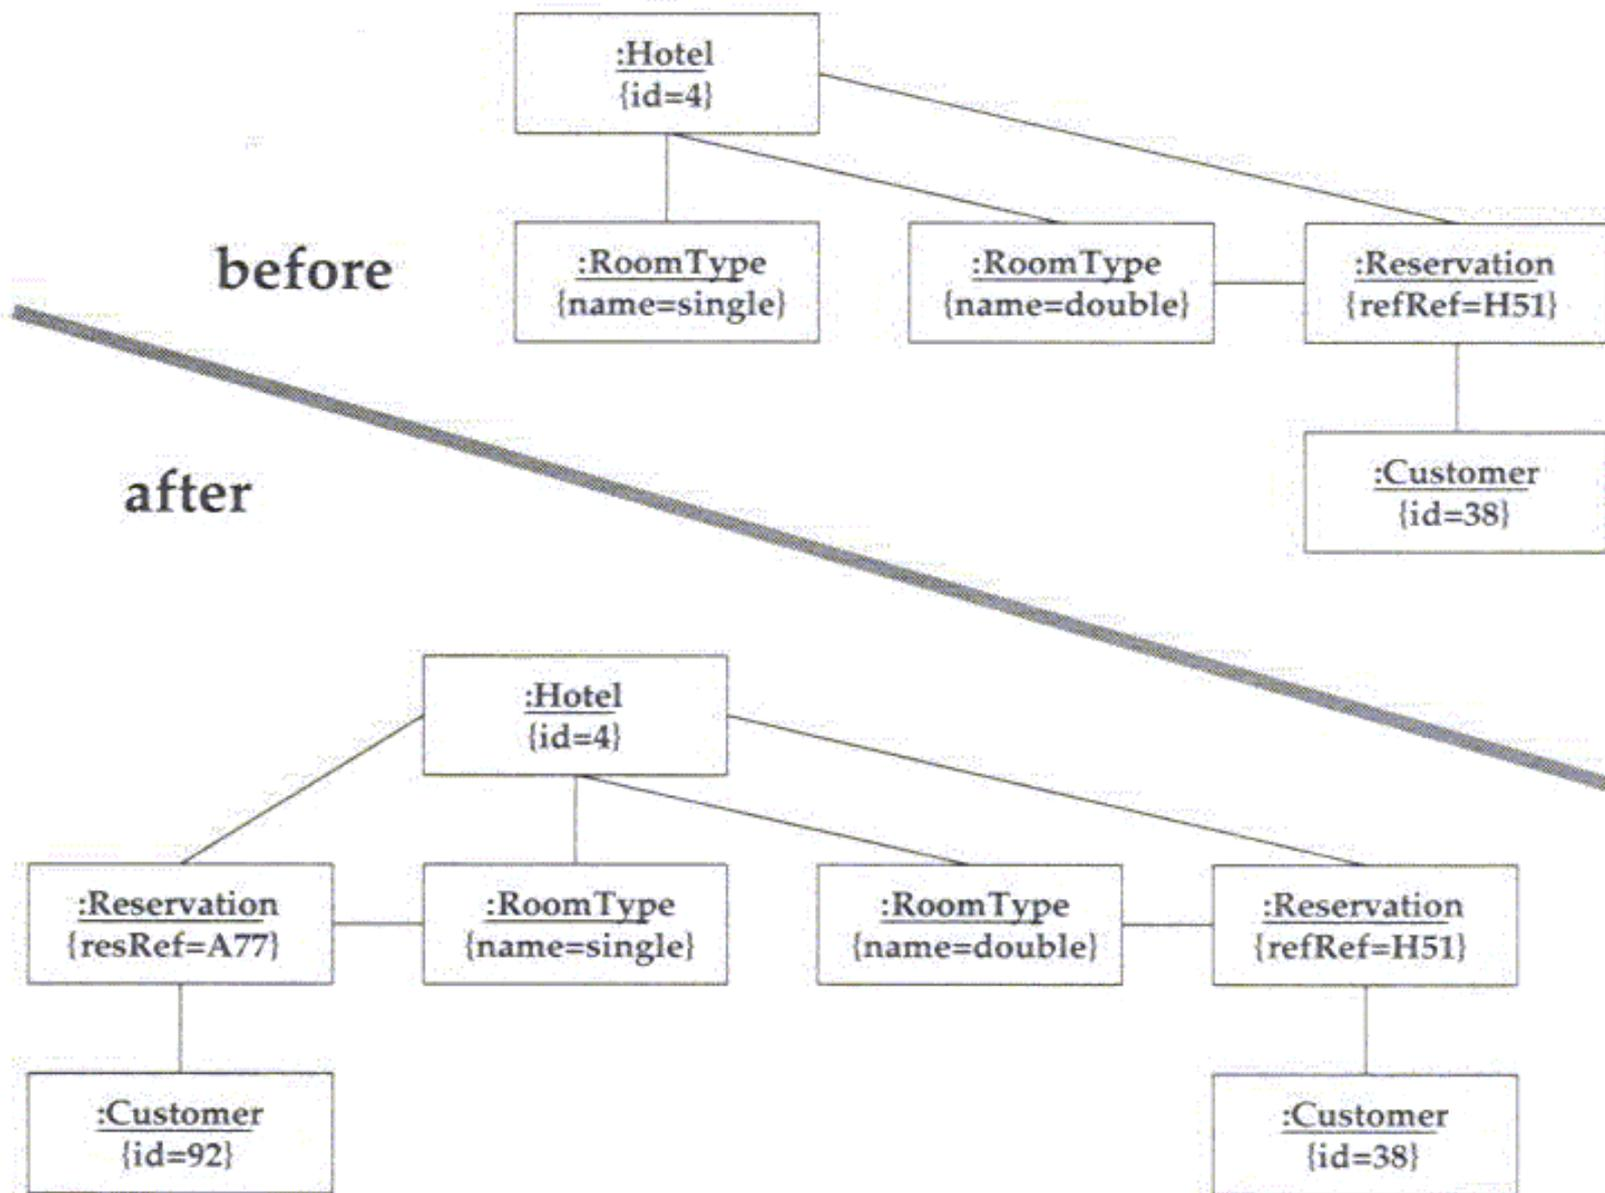 :Hotel
{id=4}
before
:RoomType
{name=single}
:RoomType
{name=double}
:Reservation
{refRef=H51}
:Customer
{id=38}
after
:Hotel
{id=4}
:Reservation
{resRef=A77}
:RoomType
{name=single}
:RoomType
{name=double}
:Reservation
{refRef=H51}
:Customer
{id=92}
:Customer
{id=38}